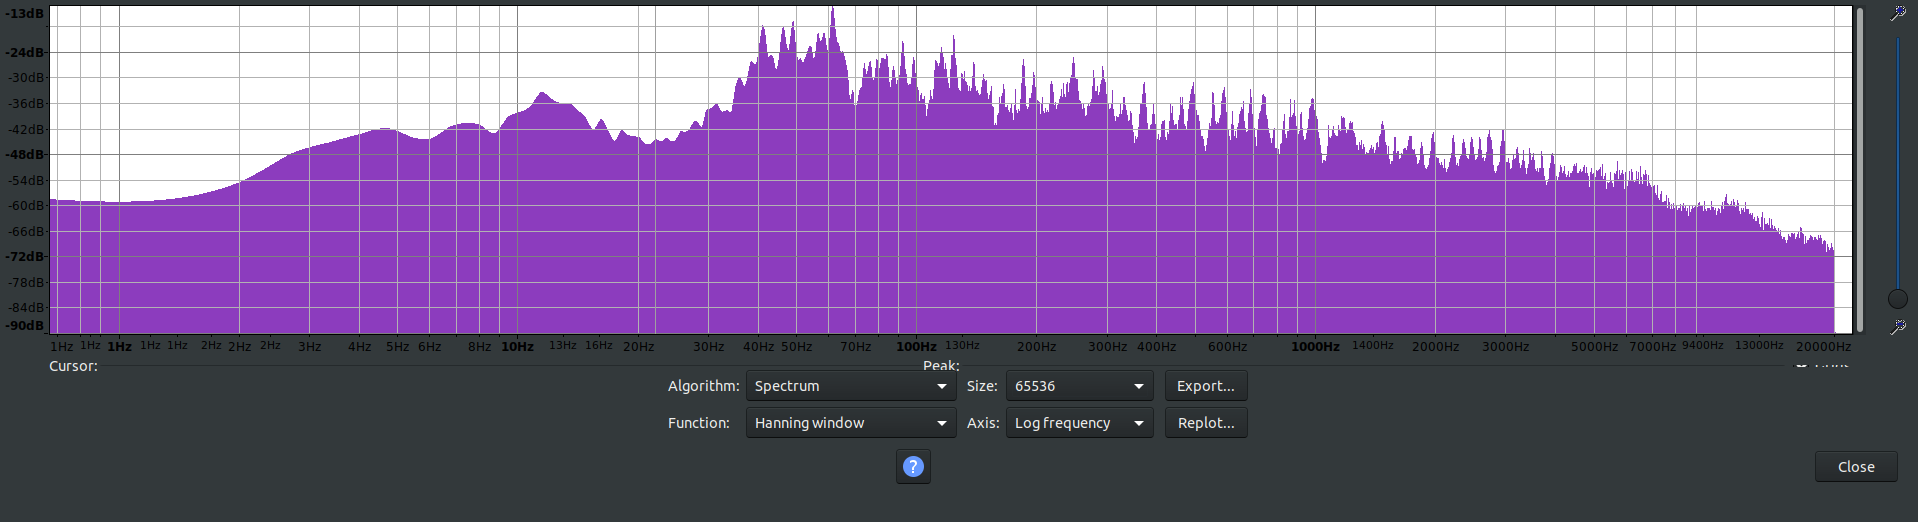 -13dB
-24dB
-30dB
-36dB
-42dB
-48dB
-54dB
-60dB
-66dB
-72dB
-78dB
-84dB
-90dB
1Hz 1Hz 1Hz 1Hz 1Hz 2Hz 2Hz 2Hz 3Hz 4Hz 5Hz 6Hz 8Hz 10Hz 13Hz 16Hz 20Hz 30Hz 40Hz 50Hz 70Hz 100Hz 130Hz 200Hz 300Hz 400Hz 600Hz 1000Hz 1400Hz 2000Hz 3000Hz 5000Hz 7000Hz 9400Hz 13000Hz 20000Hz
Cursor: Peak:
Algorithm: Spectrum Size: 65536 Export...
Function: Hanning window Axis: Log frequency Replot...
?
Close